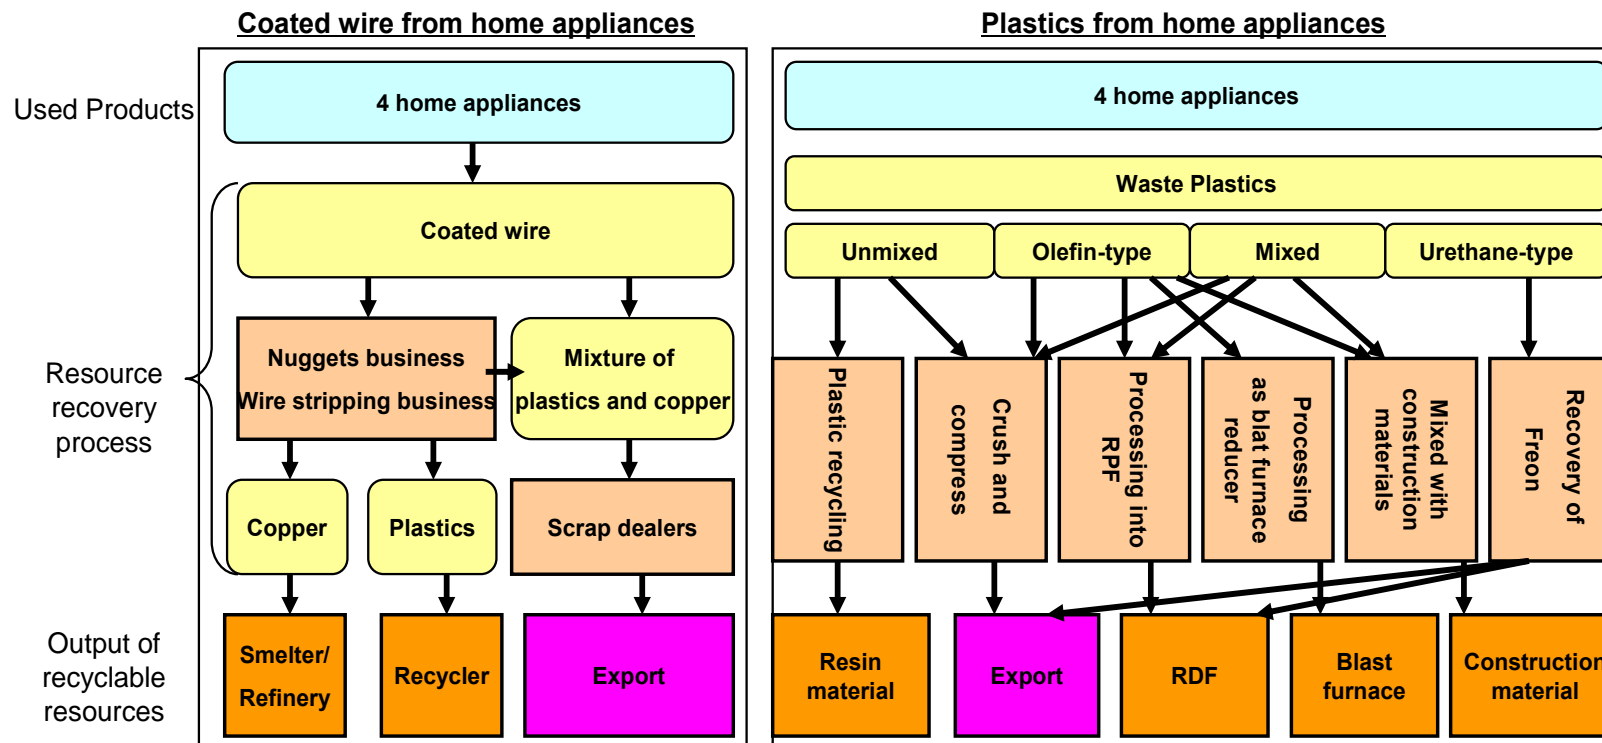 Coated wire from home appliances
Plastics from home appliances
Used Products
4 home appliances
4 home appliances
Waste Plastics
Coated wire
Unmixed
Olefin-type
Mixed
Urethane-type
Resource
recovery
process
Nuggets business
Wire stripping business
Mixture of
plastics and copper
Plastic recycling
Crush and
compress
Processing into
RPF
Processing
as blat furnace
reducer
Mixed with
construction
materials
Recovery of
Freon
Copper
Plastics
Scrap dealers
Output of
recyclable
resources
Smelter/
Refinery
Recycler
Export
Resin
material
Export
RDF
Blast
furnace
Construction
material